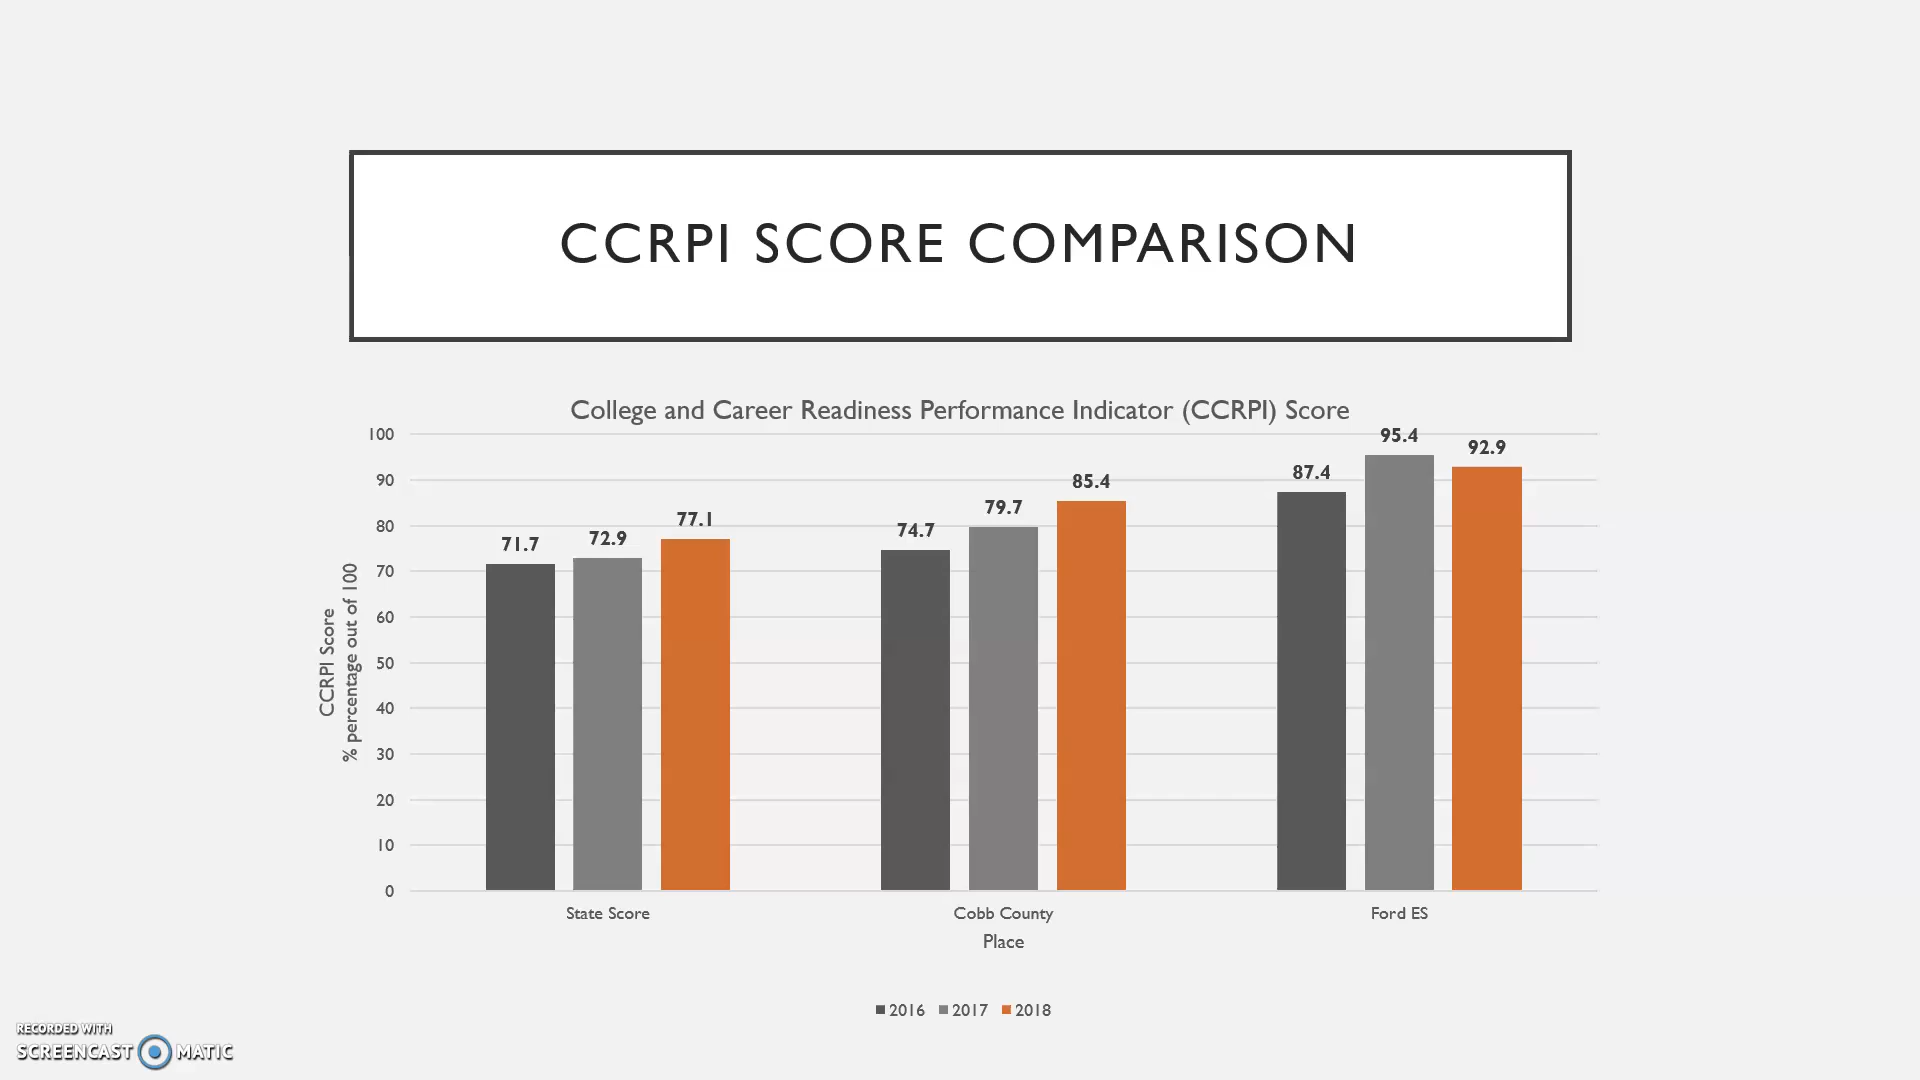 CCRPI SCORE COMPARISON
College and Career Readiness Performance Indicator (CCRPI) Score
CCRPI Score
% percentage out of 100
100
90
80
70
60
50
40
30
20
10
0
71.7 72.9 77.1
74.7 79.7 85.4
87.4 95.4 92.9
State Score Cobb County Ford ES
Place
2016 2017 2018
RECORDED WITH
SCREENCAST MATIC